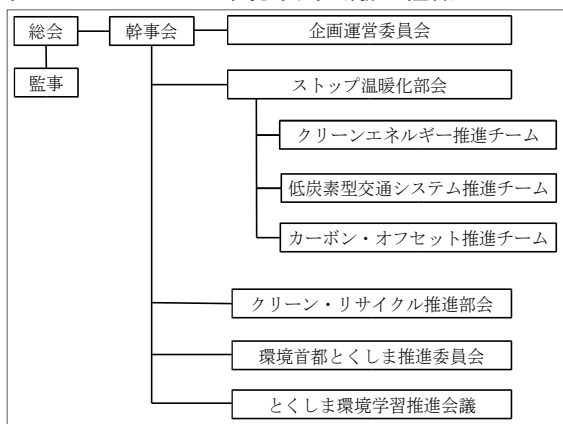 総会
幹事会
企画運営委員会
監事
ストップ温暖化部会
クリーンエネルギー推進チーム
低炭素型交通システム推進チーム
カーボン・オフセット推進チーム
クリーン・リサイクル推進部会
環境首都とくしま推進委員会
とくしま環境学習推進会議